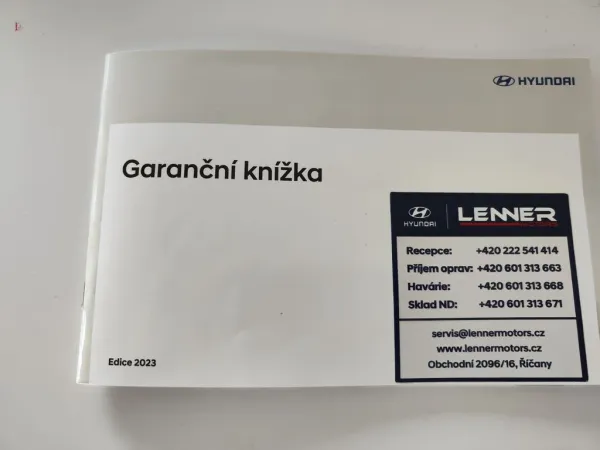 HYUNDAI
Garanční knížka
HYUNDAI
LENNER
Recepce: +420 222 541 414
Příjem oprav: +420 601 313 663
Havárie: +420 601 313 668
Sklad ND: +420 601 313 671
servis@lennermotors.cz
www.lennermotors.cz
Obchodní 2096/16, Říčany
Edice 2023